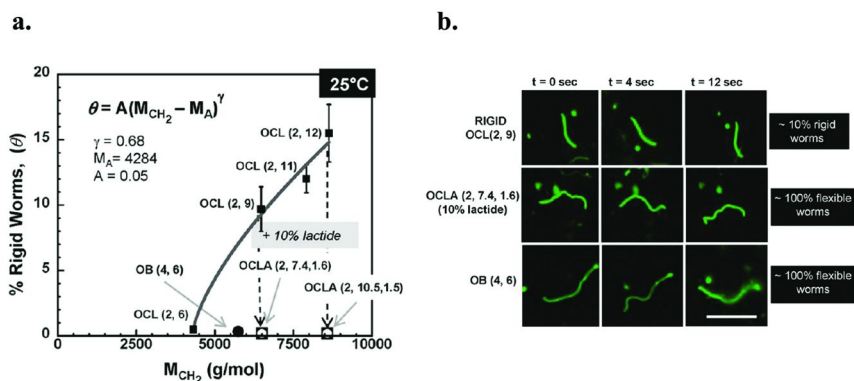 a.
25°C
θ = A(M_CH₂ – M_A)^γ
γ = 0.68
M_A= 4284
A = 0.05
OCL (2, 12)
OCL (2, 11)
OCL (2, 9)
+ 10% lactide
OB (4, 6)
OCLA (2, 7.4,1.6)
OCLA (2, 10.5,1.5)
OCL (2, 6)
% Rigid Worms, (θ)
20
15
10
5
0
0
2500
5000
7500
10000
M_CH₂ (g/mol)
b.
t = 0 sec
t = 4 sec
t = 12 sec
RIGID
OCL(2, 9)
~ 10% rigid
worms
OCLA (2, 7.4, 1.6)
(10% lactide)
~ 100% flexible
worms
OB (4, 6)
~ 100% flexible
worms